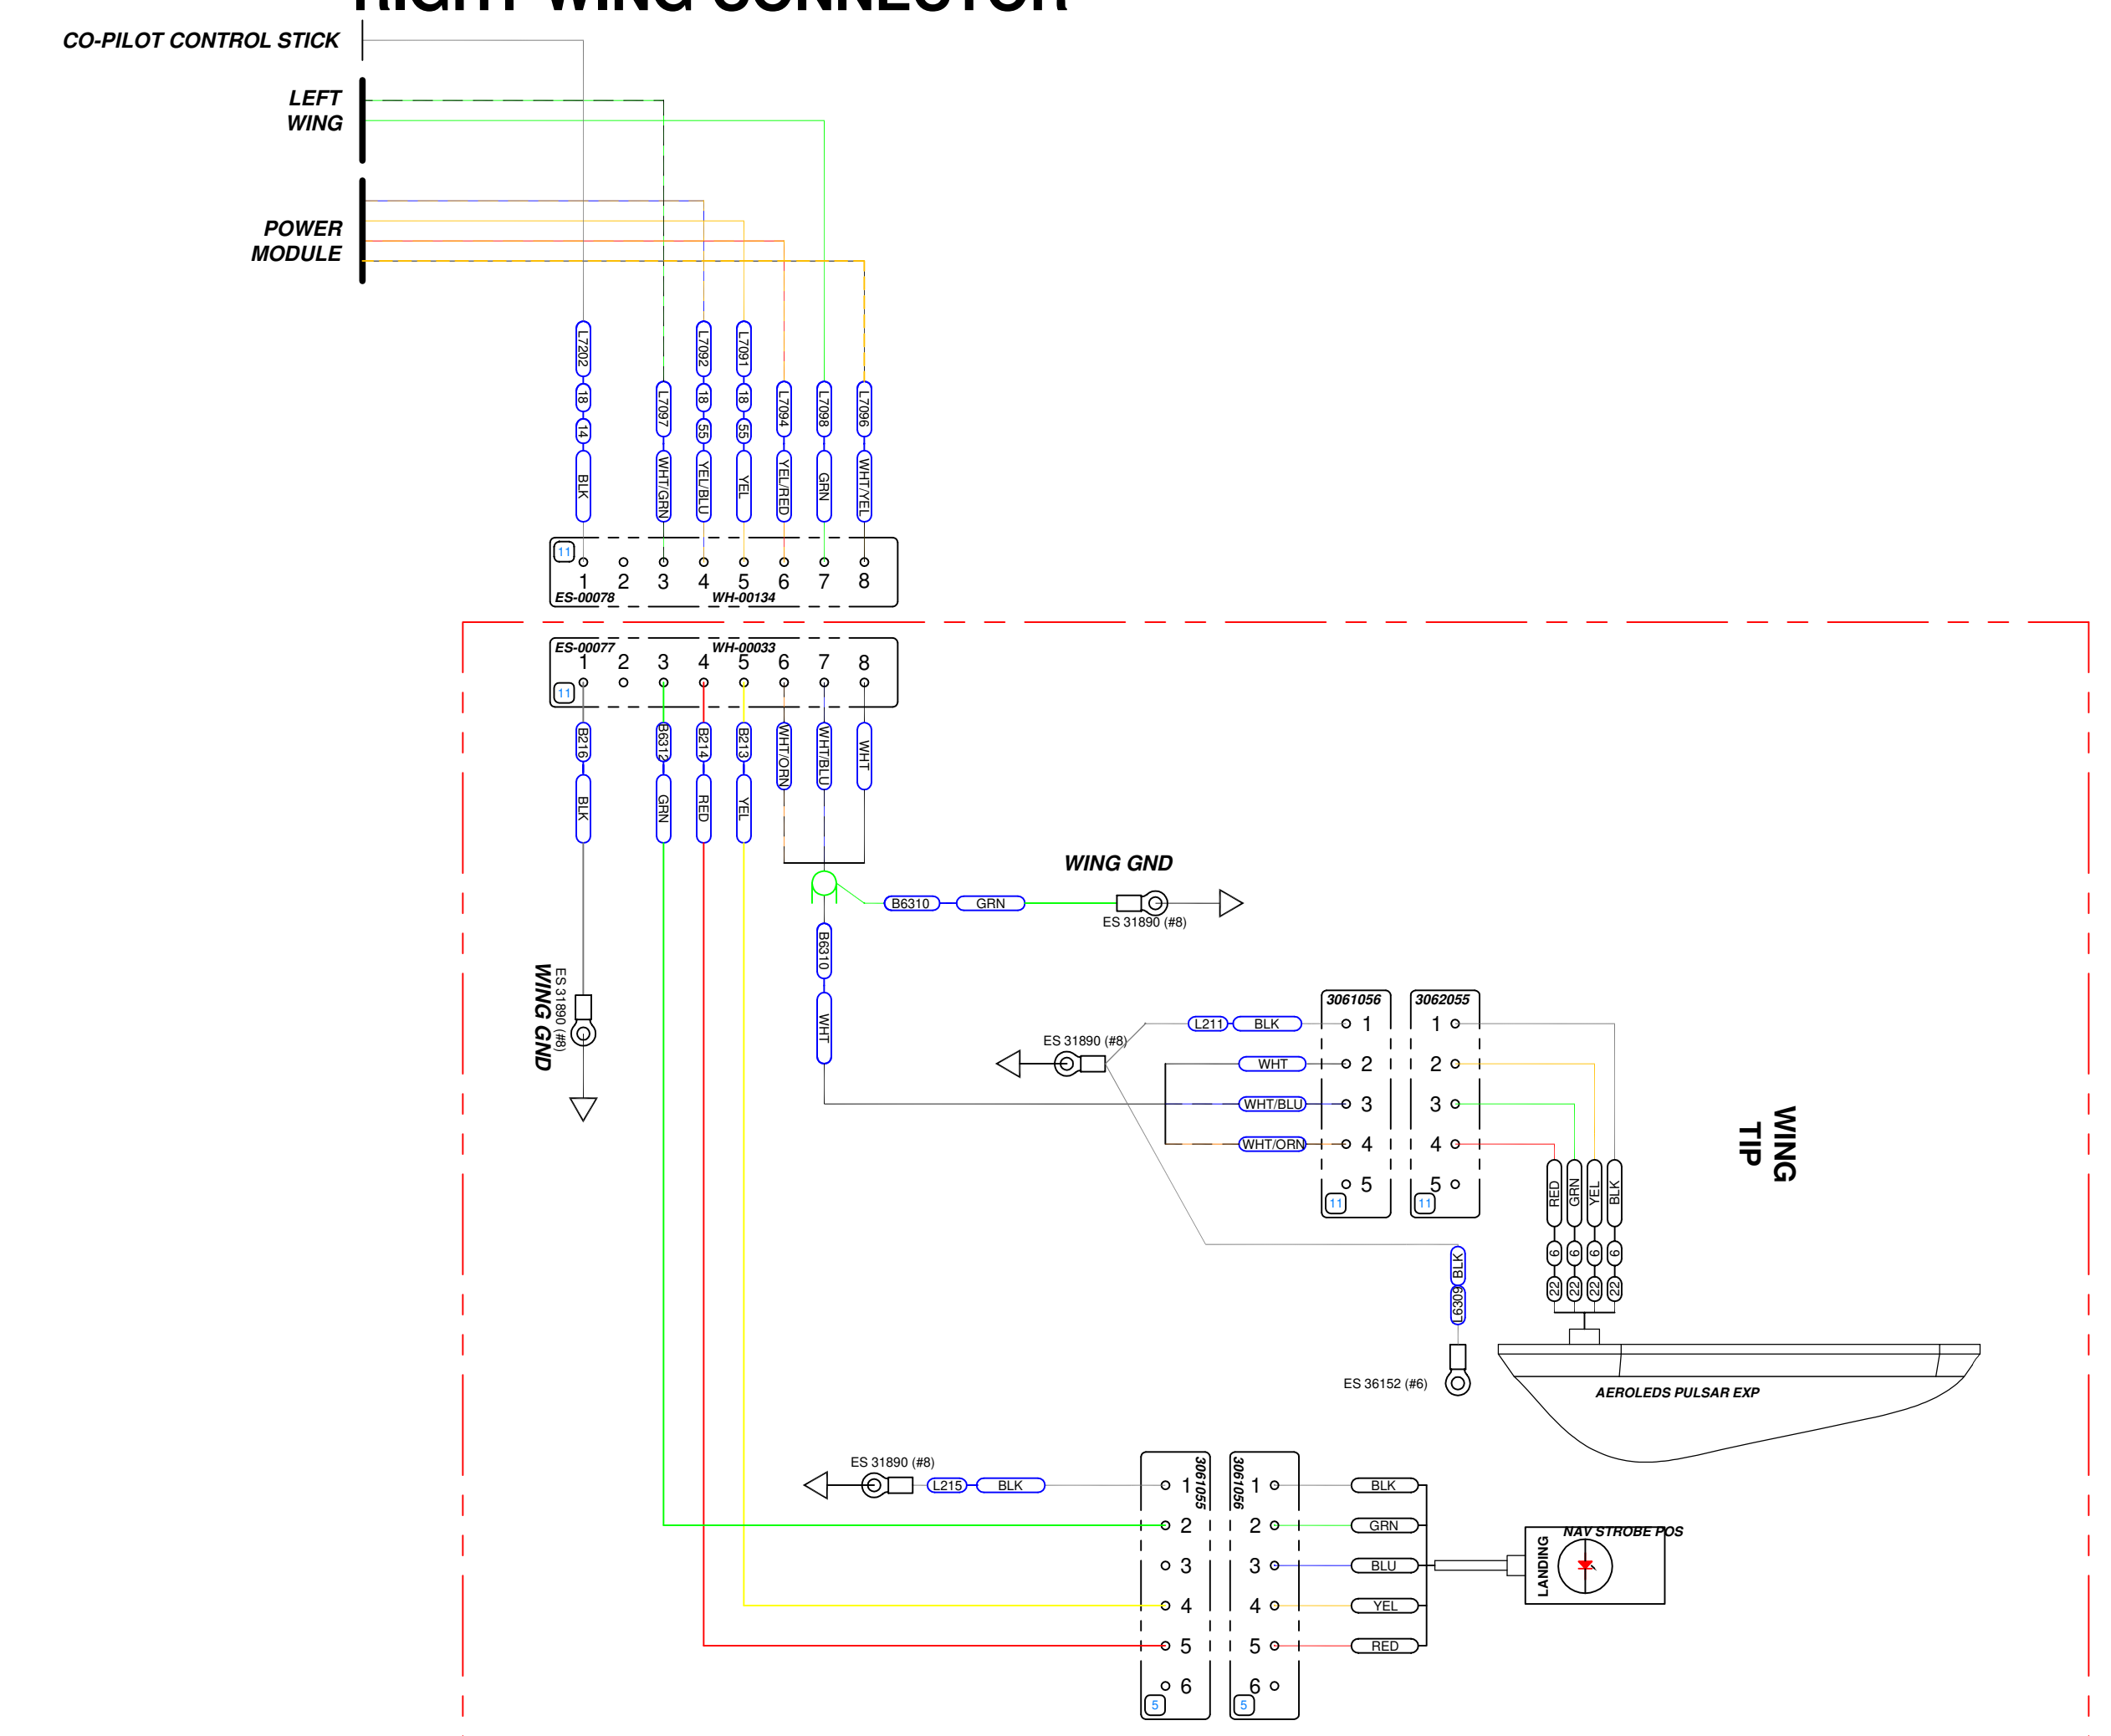 RIGHT WING CONNECTOR
CO-PILOT CONTROL STICK
LEFT
WING
POWER
MODULE
L7202 18 14 BLK
L7097 WHT/GRN
L7092 18 55 YEL/BLU
L7091 18 55 YEL
L7094 YEL/RED
L7098 GRN
L7096 WHT/YEL
11
1 2 3 4 5 6 7 8
ES-00078 WH-00134
ES-00077 WH-00033
1 2 3 4 5 6 7 8
11
B216 BLK
B6312 GRN
B214 RED
B213 YEL
WHT/ORN
WHT/BLU
WHT
WING GND
B6310 GRN
ES 31890 (#8)
B6310 WHT
WING GND
ES 31890 (#8)
3061056 3062055
ES 31890 (#8)
L211 BLK 1 1
WHT 2 2
WHT/BLU 3 3
WHT/ORN 4 4
5 5
11 11
WING
TIP
RED 6 22
GRN 6 22
YEL 6 22
BLK 6 22
BLK L6309
ES 36152 (#6)
AEROLEDS PULSAR EXP
ES 31890 (#8)
3061055 3061056
L215 BLK 1 1 BLK
2 2 GRN
3 3 BLU
4 4 YEL
5 5 RED
6 6
5 5
NAV STROBE POS
LANDING